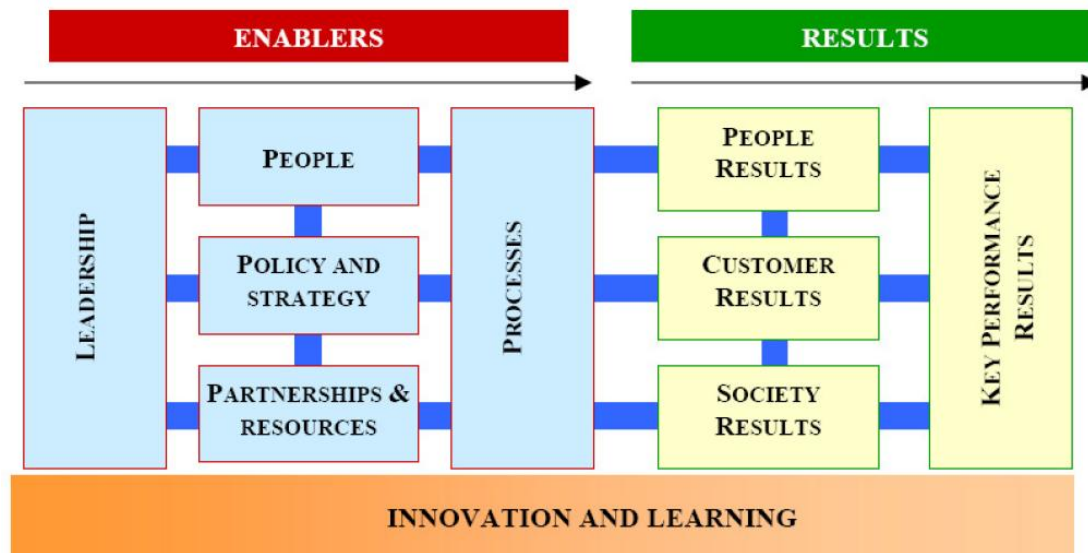 ENABLERS
RESULTS
LEADERSHIP
PEOPLE
POLICY AND
STRATEGY
PARTNERSHIPS &
RESOURCES
PROCESSES
PEOPLE
RESULTS
CUSTOMER
RESULTS
SOCIETY
RESULTS
KEY PERFORMANCE
RESULTS
INNOVATION AND LEARNING